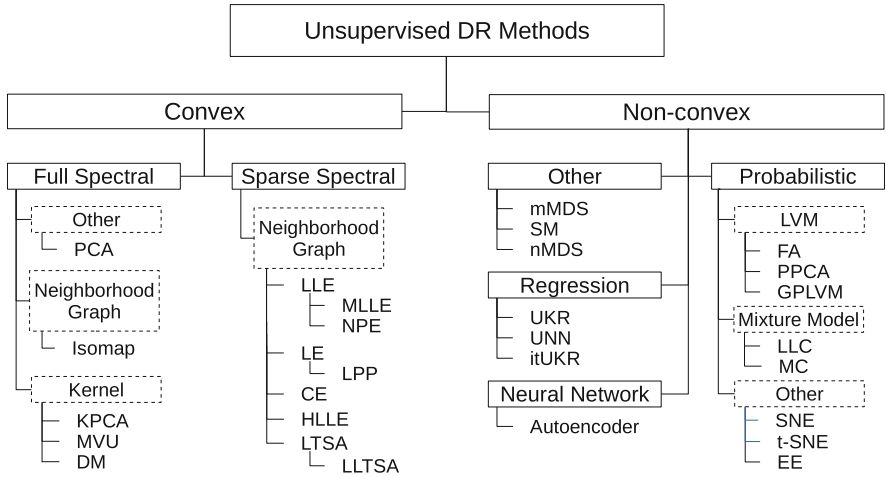 Unsupervised DR Methods
Convex
Full Spectral
Other
PCA
Neighborhood
Graph
Isomap
Kernel
KPCA
MVU
DM
Sparse Spectral
Neighborhood
Graph
LLE
MLLE
NPE
LE
LPP
CE
HLLE
LTSA
LLTSA
Non-convex
Other
mMDS
SM
nMDS
Regression
UKR
UNN
itUKR
Neural Network
Autoencoder
Probabilistic
LVM
FA
PPCA
GPLVM
Mixture Model
LLC
MC
Other
SNE
t-SNE
EE